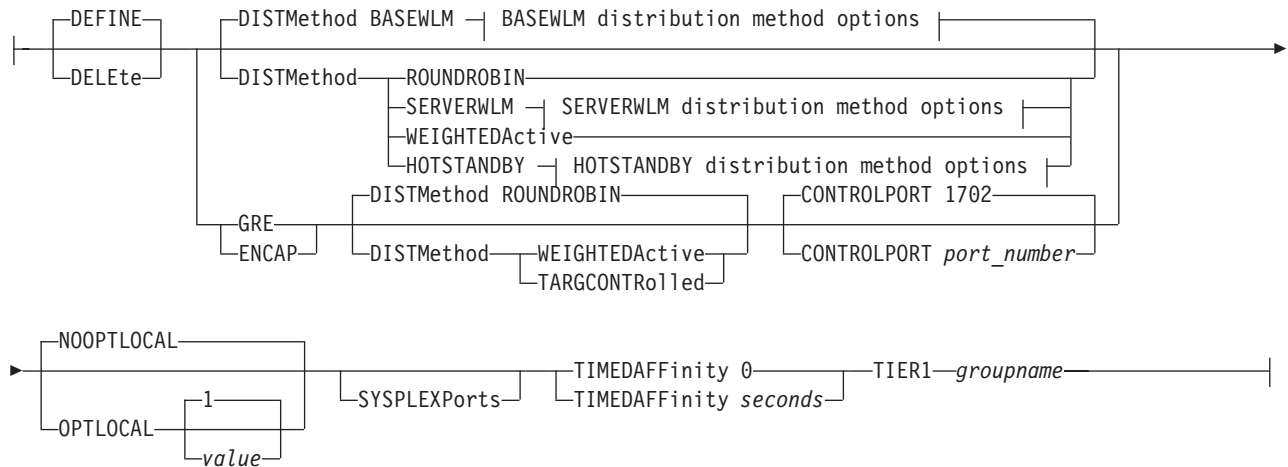 DEFINE
DELEte
DISTMethod BASEWLM BASEWLM distribution method options
DISTMethod ROUNDROBIN
SERVERWLM SERVERWLM distribution method options
WEIGHTEDActive
HOTSTANDBY HOTSTANDBY distribution method options
GRE
ENCAP
DISTMethod ROUNDROBIN
DISTMethod WEIGHTEDActive
TARGCONTRolled
CONTROLPORT 1702
CONTROLPORT port_number
NOOPTLOCAL
OPTLOCAL 1
value
SYSPLEXPorts
TIMEDAFFinity 0
TIMEDAFFinity seconds
TIER1 groupname